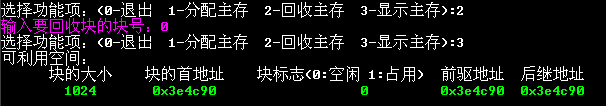 选择功能项：(0-退出  1-分配主存  2-回收主存  3-显示主存):2
输入要回收块的块号：0
选择功能项：(0-退出  1-分配主存  2-回收主存  3-显示主存):3
可利用空间：
块的大小  块的首地址  块标志(0:空闲 1:占用)  前驱地址  后继地址
1024  0x3e4c90  0  0x3e4c90  0x3e4c90